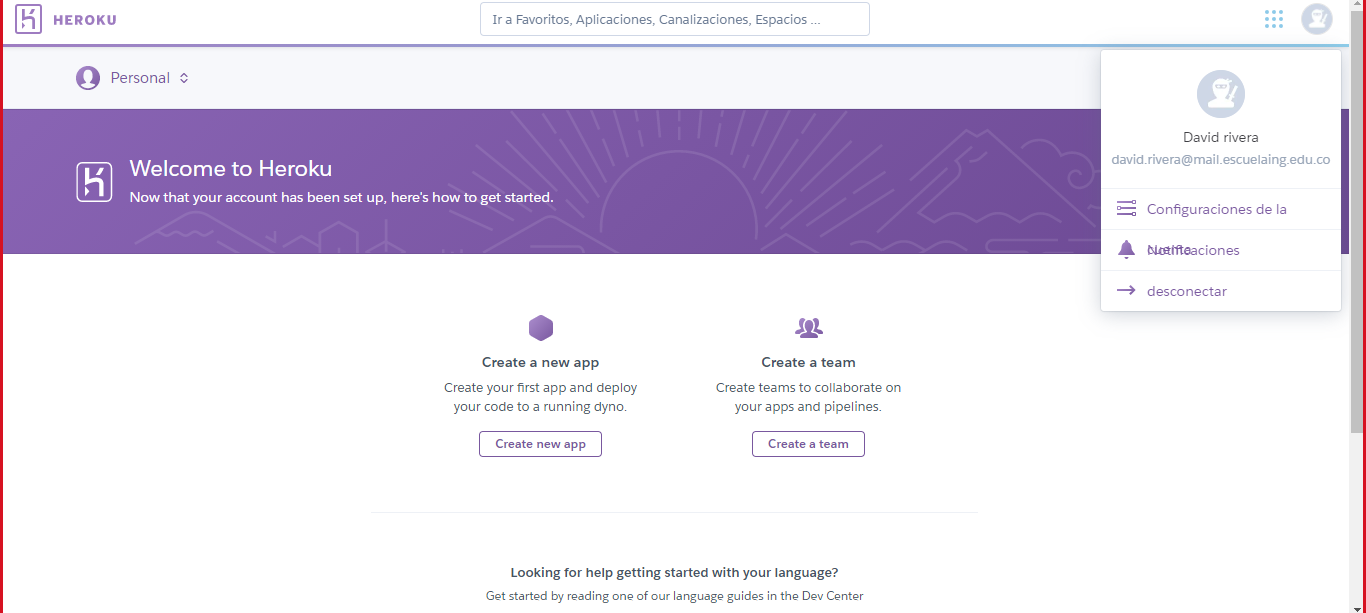 HEROKU
Ir a Favoritos, Aplicaciones, Canalizaciones, Espacios ...
Personal
David rivera
david.rivera@mail.escuelaing.edu.co
Configuraciones de la
cuenta
Notificaciones
desconectar
Welcome to Heroku
Now that your account has been set up, here's how to get started.
Create a new app
Create your first app and deploy
your code to a running dyno.
Create new app
Create a team
Create teams to collaborate on
your apps and pipelines.
Create a team
Looking for help getting started with your language?
Get started by reading one of our language guides in the Dev Center